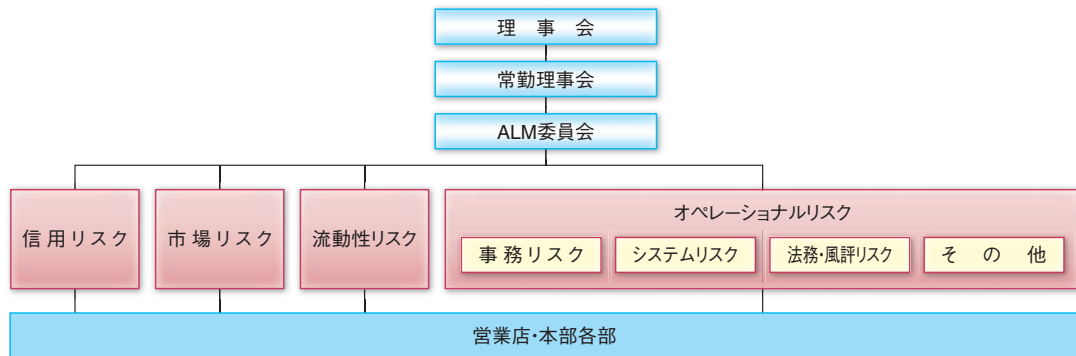 理事会
常勤理事会
ALM委員会
信用リスク
市場リスク
流動性リスク
オペレーショナルリスク
事務リスク
システムリスク
法務・風評リスク
その他
営業店・本部各部